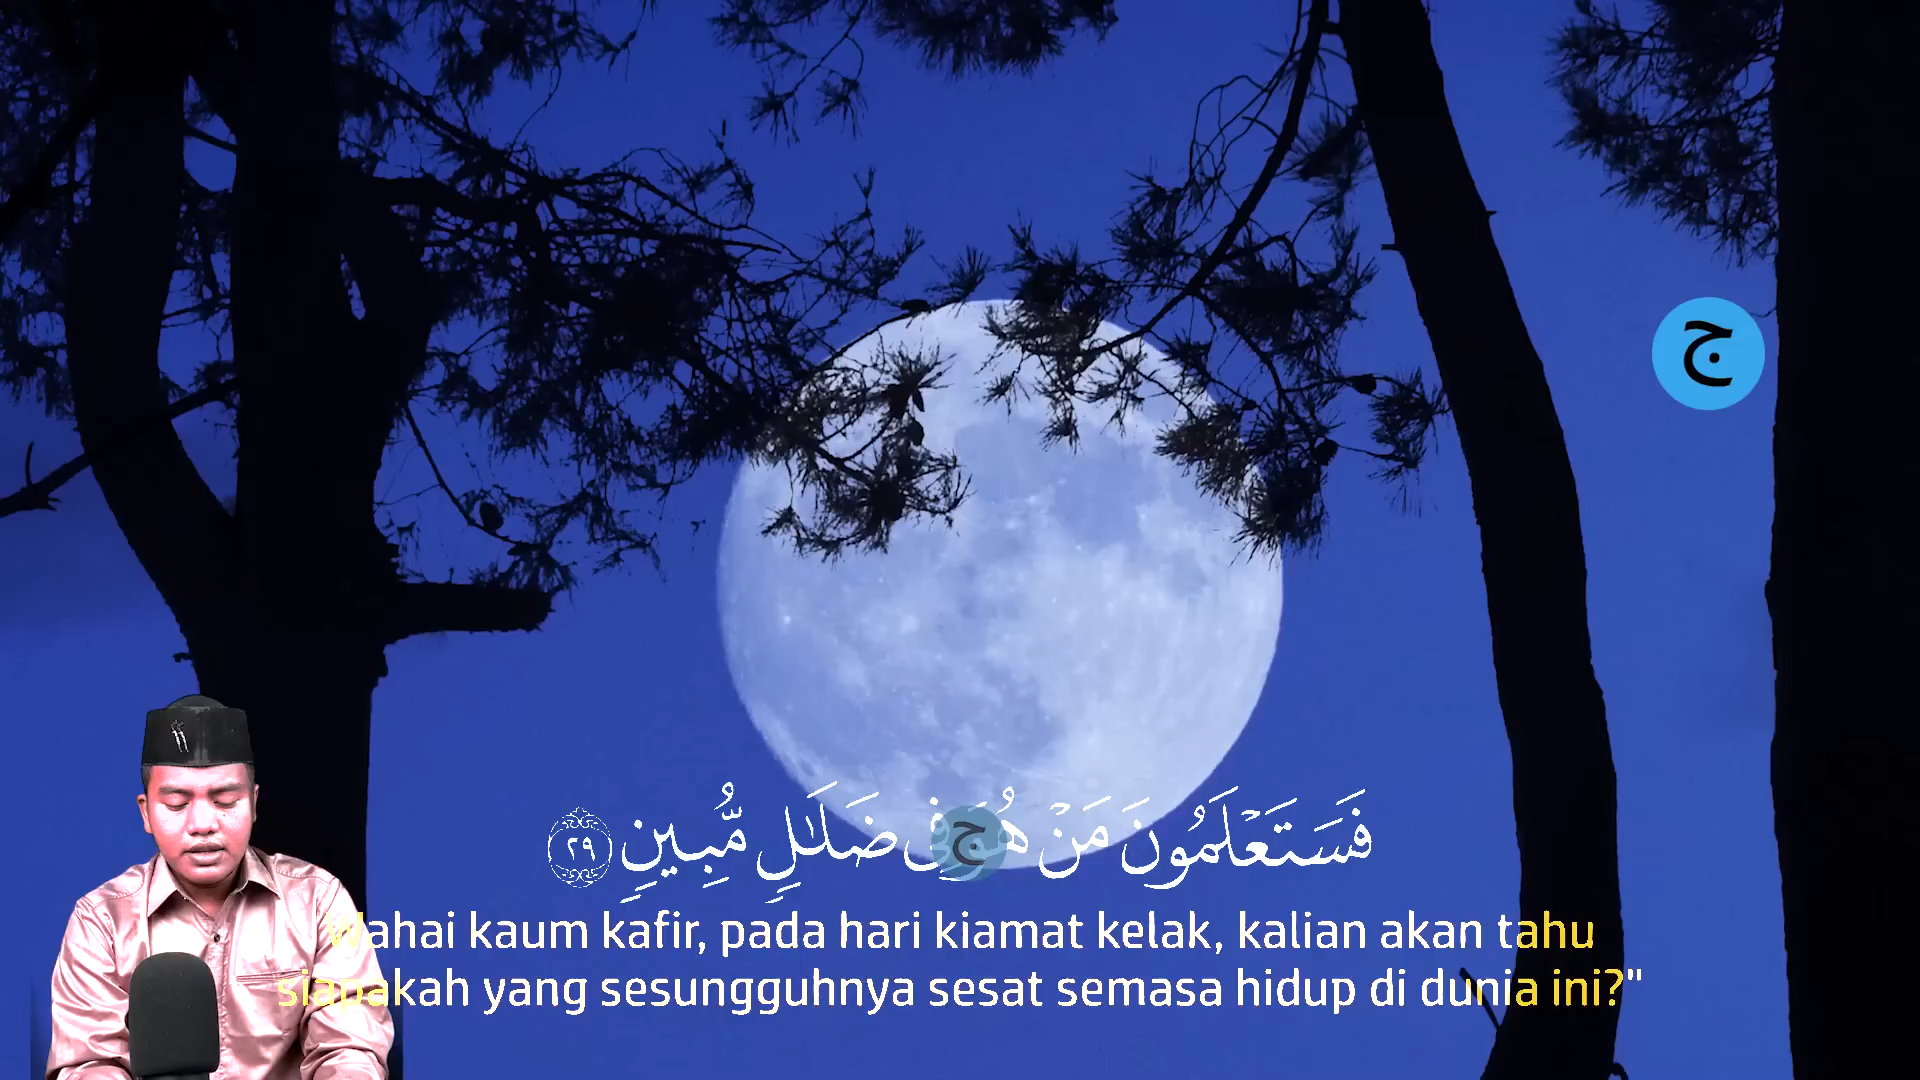 ج
فَسَتَعْلَمُونَ مَنْ هُوَ فِى ضَلَـٰلٍ مُّبِينٍ ٢٩
ج
Wahai kaum kafir, pada hari kiamat kelak, kalian akan tahu
siapakah yang sesungguhnya sesat semasa hidup di dunia ini?"